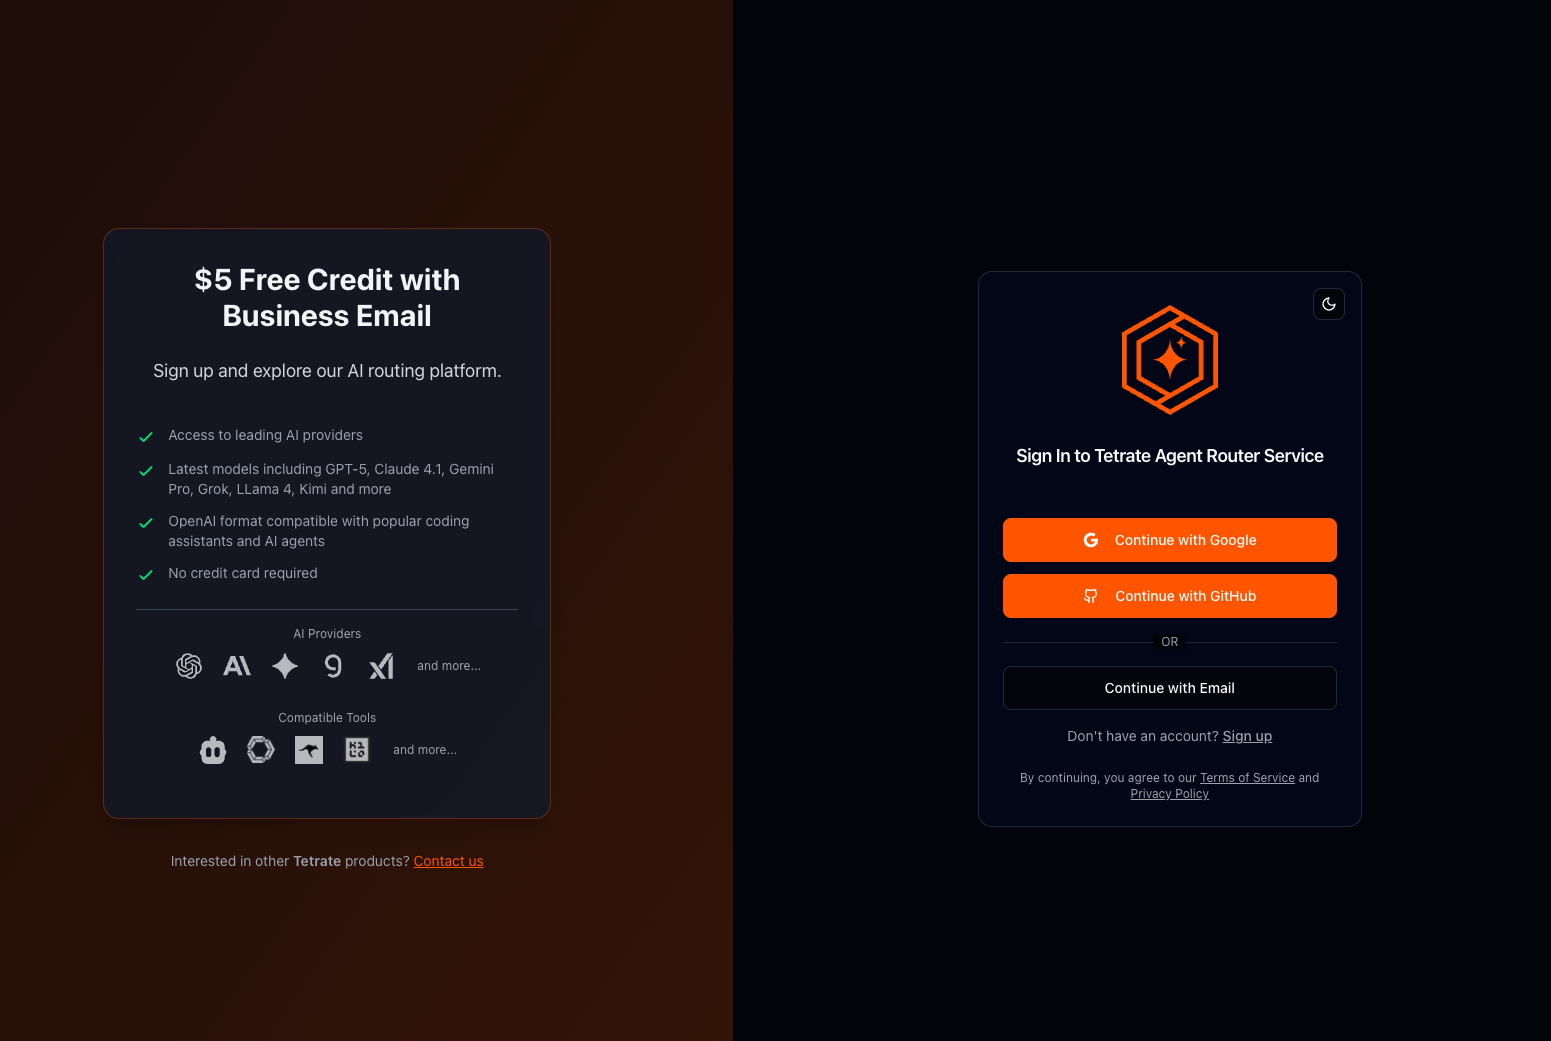 $5 Free Credit with
Business Email
Sign up and explore our AI routing platform.
Access to leading AI providers
Latest models including GPT-5, Claude 4.1, Gemini
Pro, Grok, LLama 4, Kimi and more
OpenAI format compatible with popular coding
assistants and AI agents
No credit card required
AI Providers
and more...
Compatible Tools
and more...
Interested in other Tetrate products? Contact us
Sign In to Tetrate Agent Router Service
Continue with Google
Continue with GitHub
OR
Continue with Email
Don't have an account? Sign up
By continuing, you agree to our Terms of Service and
Privacy Policy